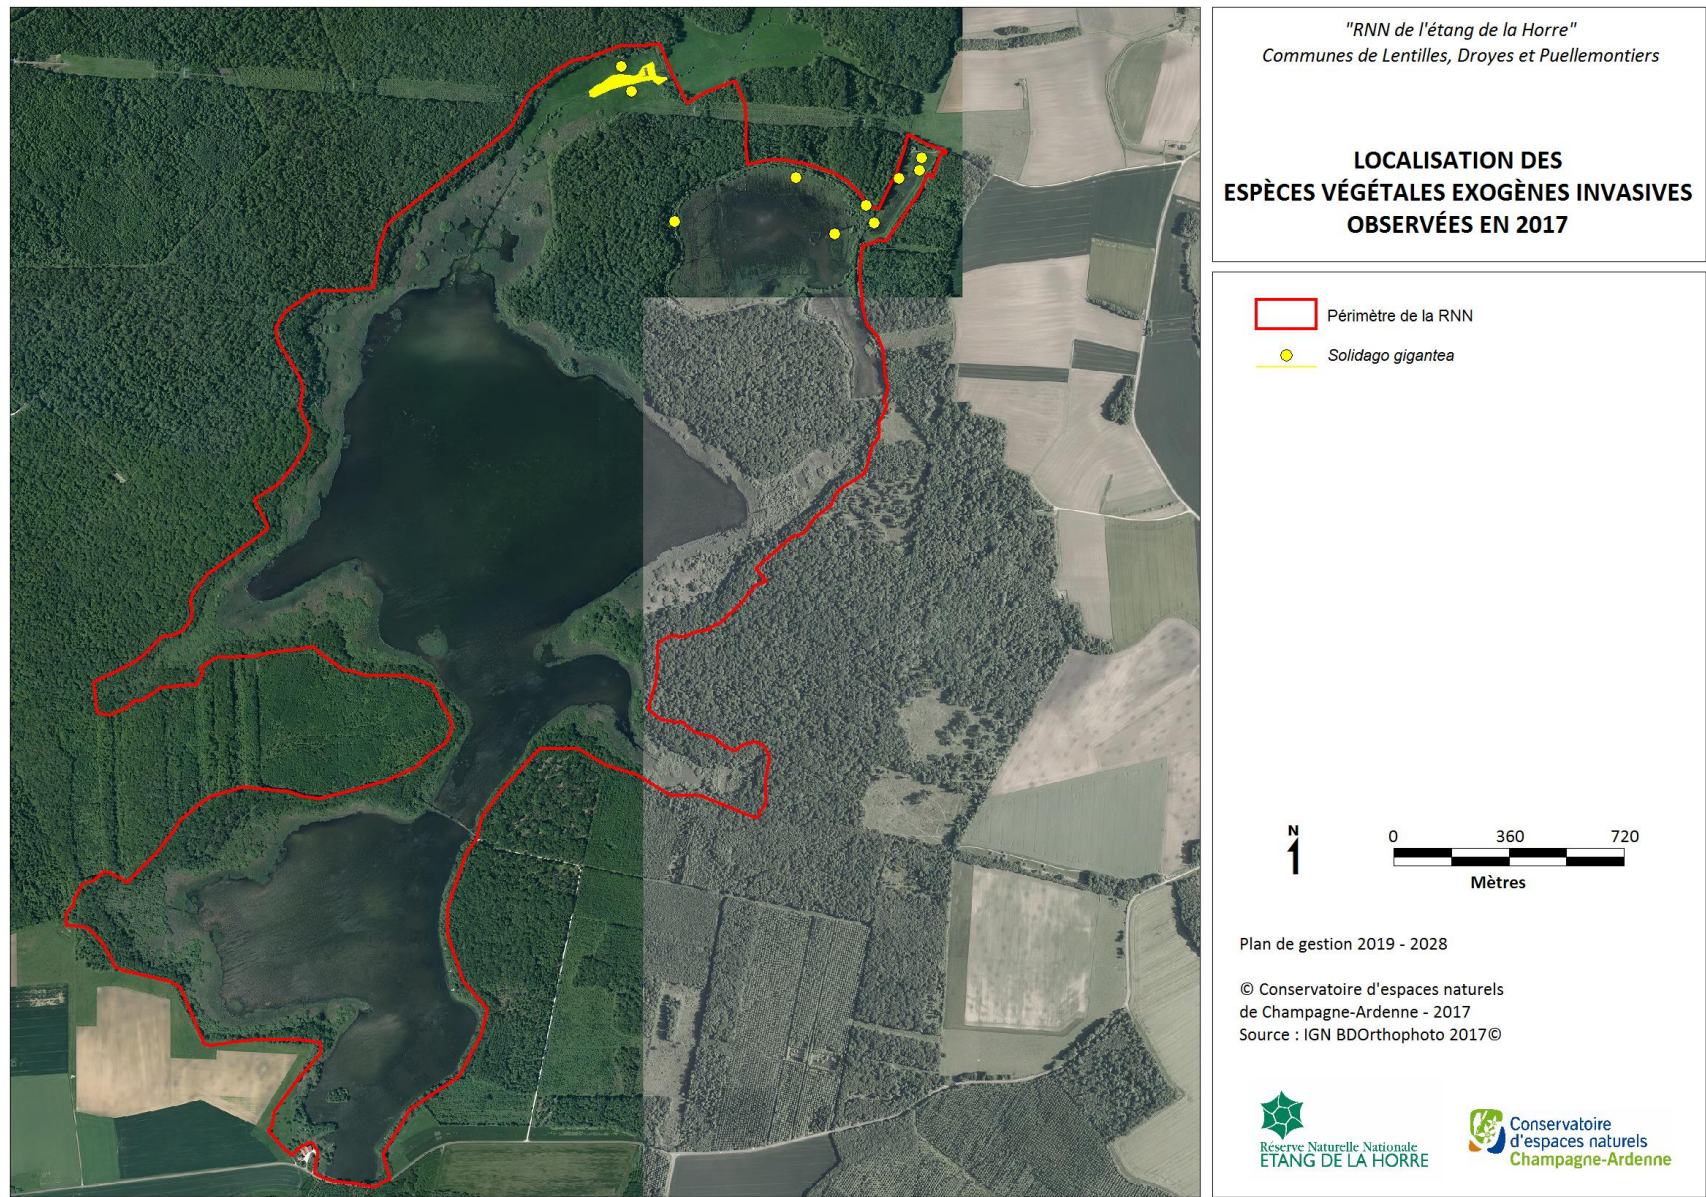 "RNN de l'étang de la Horre"
Communes de Lentilles, Droyes et Puellemontiers
LOCALISATION DES
ESPÈCES VÉGÉTALES EXOGÈNES INVASIVES
OBSERVÉES EN 2017
Périmètre de la RNN
Solidago gigantea
N
0 360 720
Mètres
Plan de gestion 2019 - 2028
© Conservatoire d'espaces naturels
de Champagne-Ardenne - 2017
Source : IGN BDOrthophoto 2017©
Réserve Naturelle Nationale
ETANG DE LA HORRE
Conservatoire
d'espaces naturels
Champagne-Ardenne